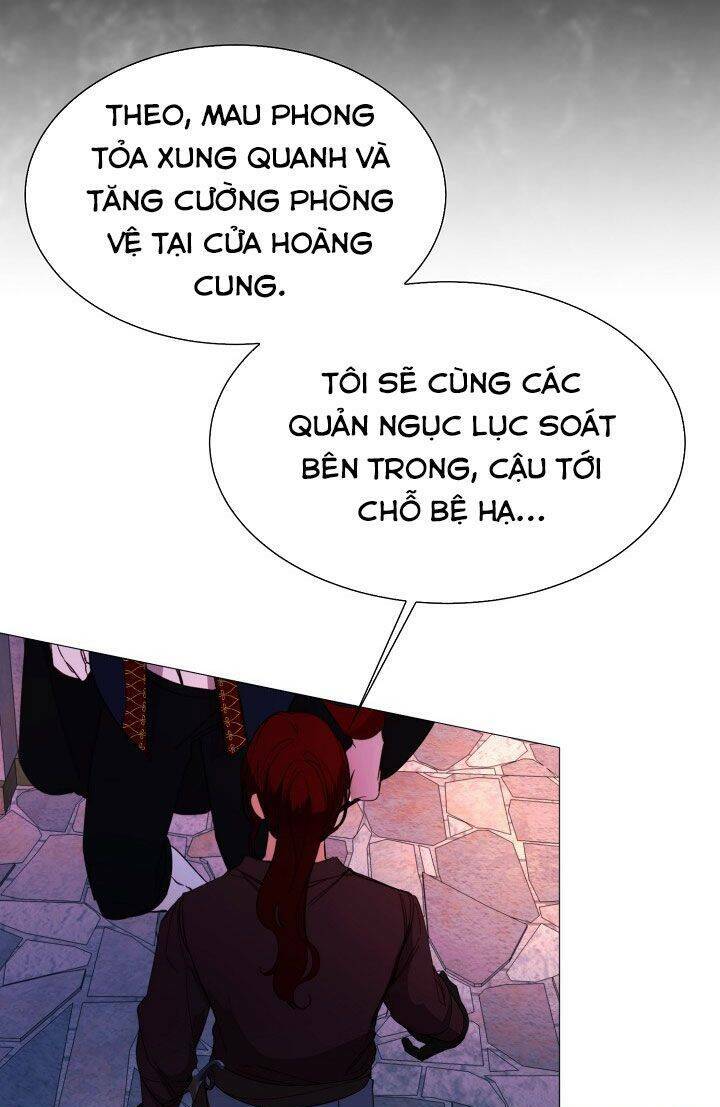 THEO, MAU PHONG
TỎA XUNG QUANH VÀ
TĂNG CƯỜNG PHÒNG
VỆ TẠI CỬA HOÀNG
CUNG.
TÔI SẼ CÙNG CÁC
QUẢN NGỤC LỤC SOÁT
BÊN TRONG, CẬU TỚI
CHỖ BỆ HẠ...